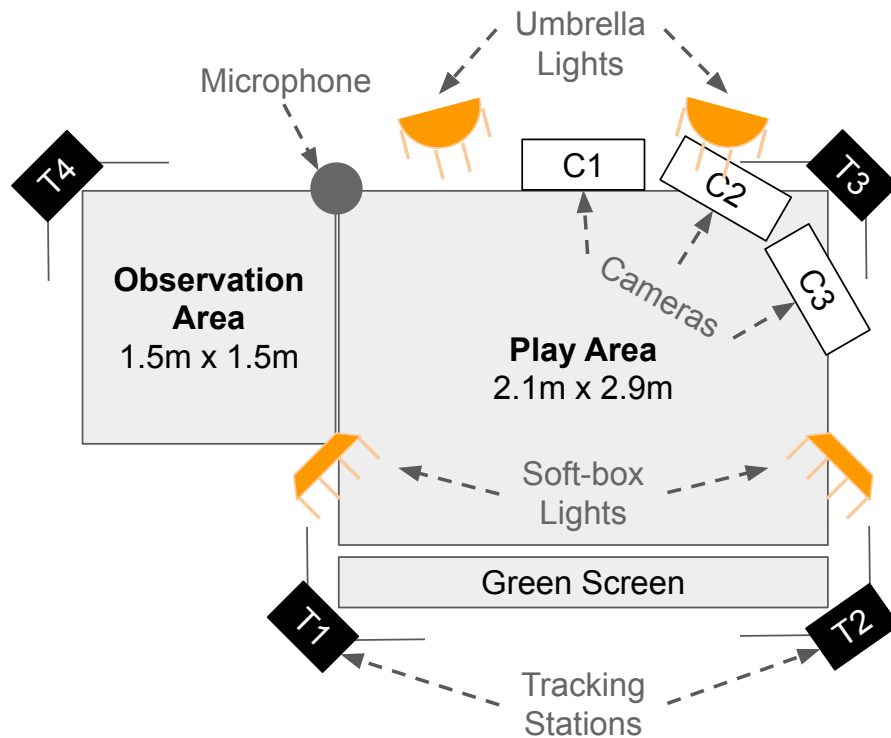 Umbrella
Lights
Microphone
T4
C1
C2
T3
Cameras
C3
Observation
Area
1.5m x 1.5m
Play Area
2.1m x 2.9m
Soft-box
Lights
Green Screen
T1
T2
Tracking
Stations